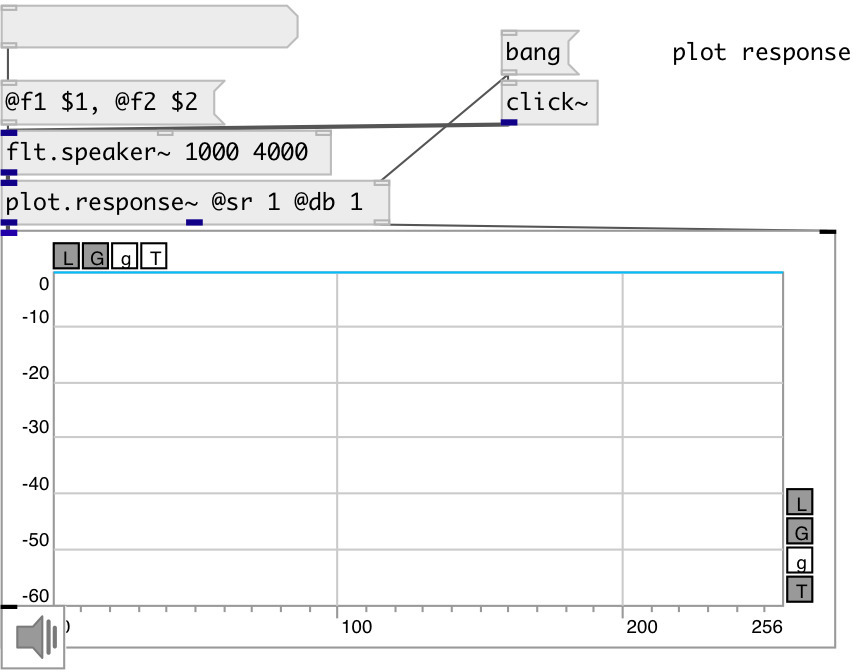 bang
plot response
@f1 $1, @f2 $2
click~
flt.speaker~ 1000 4000
plot.response~ @sr 1 @db 1
L G g T
0
-10
-20
-30
-40
-50
-60
L
G
g
T
100 200 256